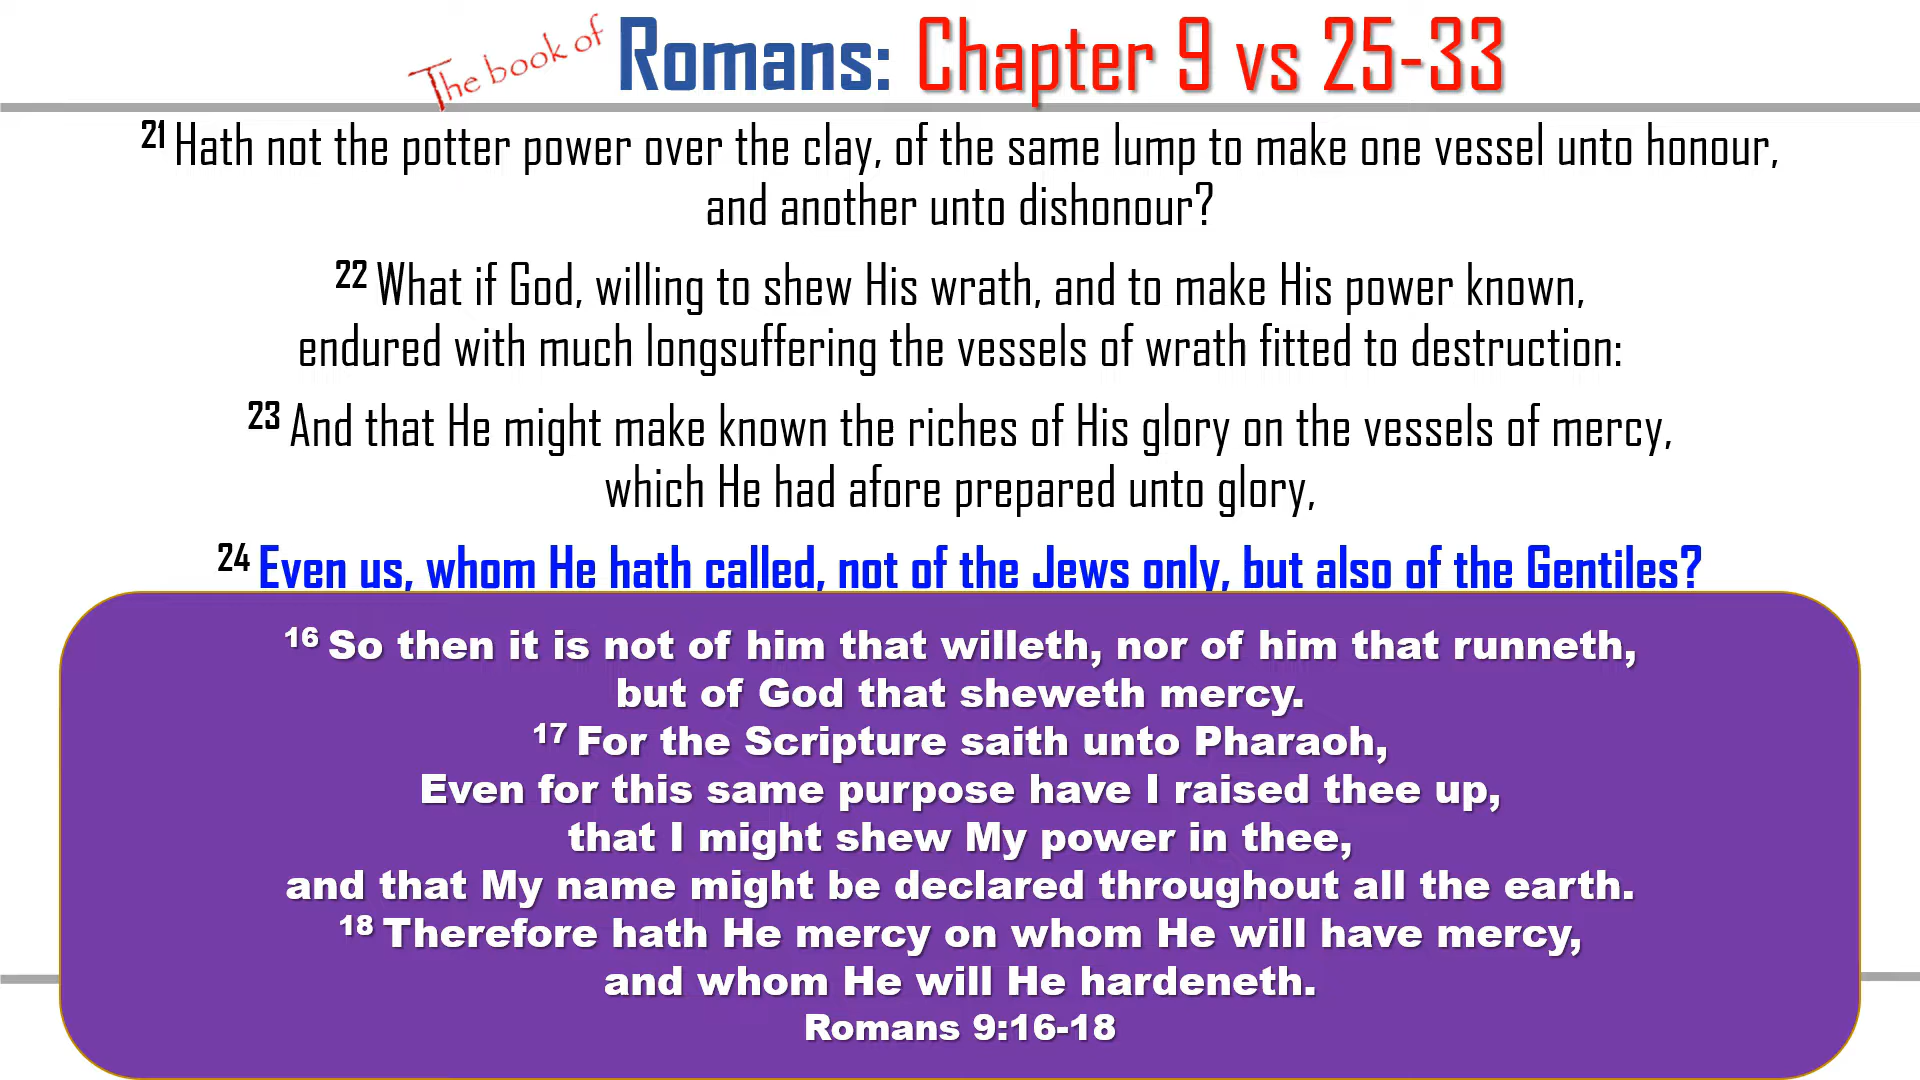 The book of Romans: Chapter 9 vs 25-33
21 Hath not the potter power over the clay, of the same lump to make one vessel unto honour,
and another unto dishonour?
22 What if God, willing to shew His wrath, and to make His power known,
endured with much longsuffering the vessels of wrath fitted to destruction:
23 And that He might make known the riches of His glory on the vessels of mercy,
which He had afore prepared unto glory,
24 Even us, whom He hath called, not of the Jews only, but also of the Gentiles?
16 So then it is not of him that willeth, nor of him that runneth,
but of God that sheweth mercy.
17 For the Scripture saith unto Pharaoh,
Even for this same purpose have I raised thee up,
that I might shew My power in thee,
and that My name might be declared throughout all the earth.
18 Therefore hath He mercy on whom He will have mercy,
and whom He will He hardeneth.
Romans 9:16-18